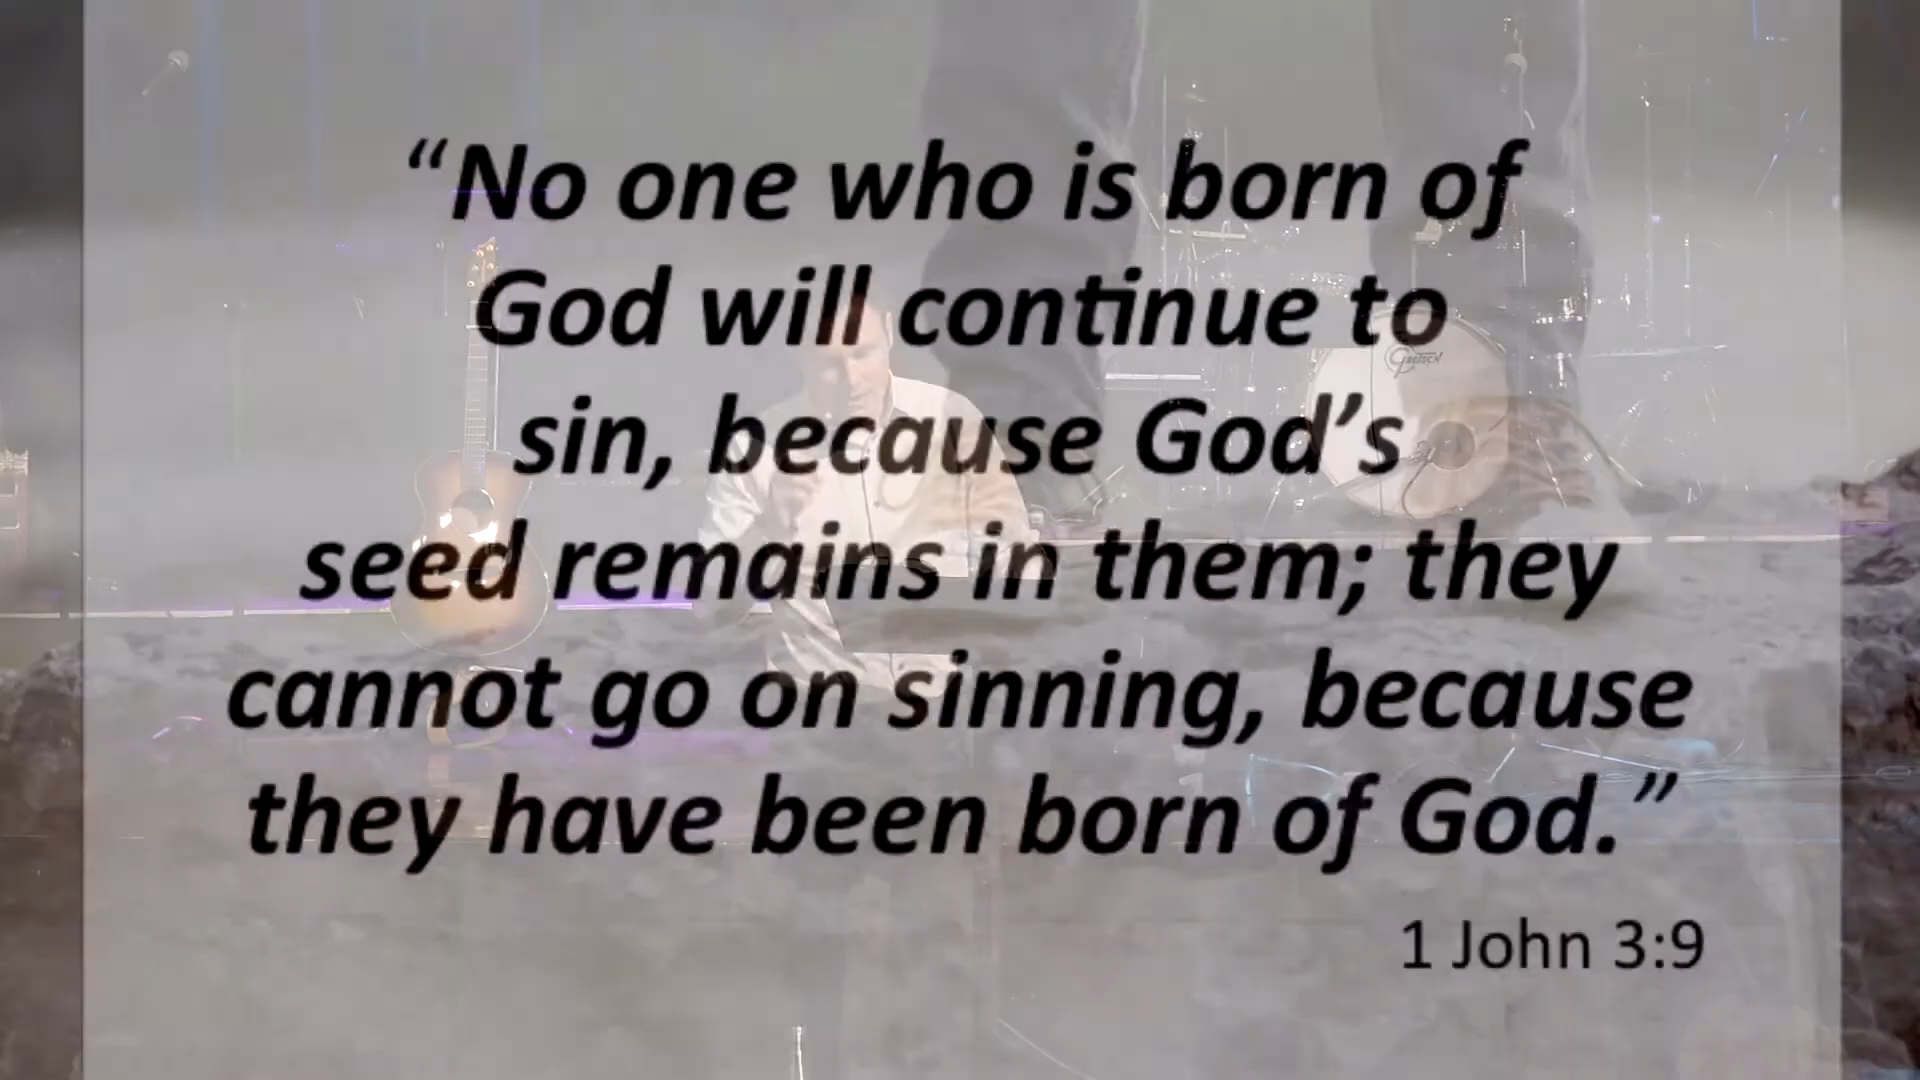 “No one who is born of
God will continue to
sin, because God’s
seed remains in them; they
cannot go on sinning, because
they have been born of God.”
1 John 3:9
GRETSCH